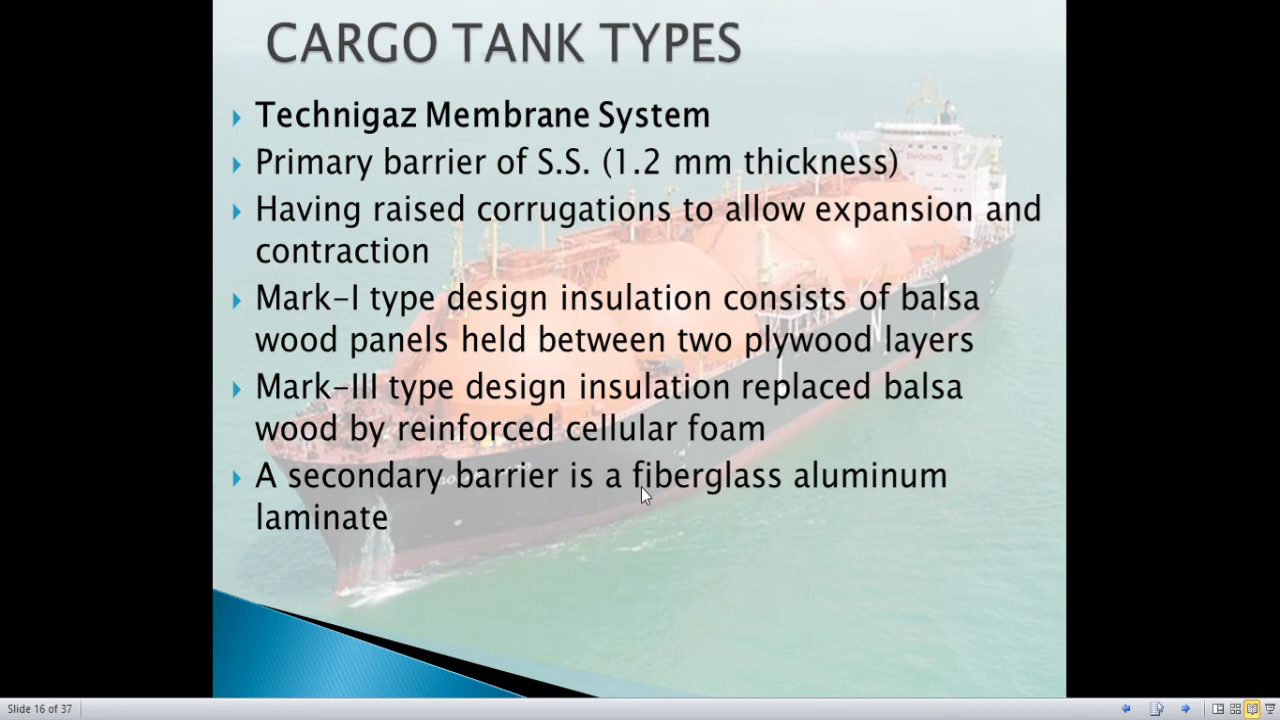 CARGO TANK TYPES
Technigaz Membrane System
Primary barrier of S.S. (1.2 mm thickness)
Having raised corrugations to allow expansion and
contraction
Mark-I type design insulation consists of balsa
wood panels held between two plywood layers
Mark-III type design insulation replaced balsa
wood by reinforced cellular foam
A secondary barrier is a fiberglass aluminum
laminate
Slide 16 of 37